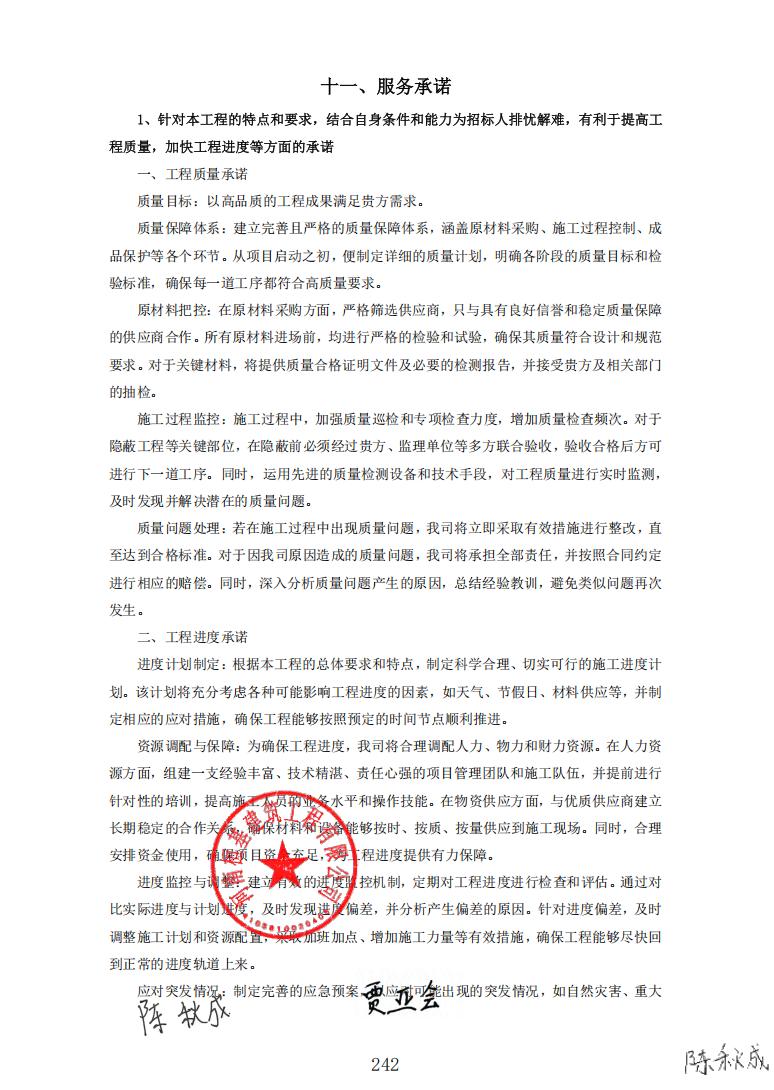 十一、服务承诺
1、针对本工程的特点和要求，结合自身条件和能力为招标人排忧解难，有利于提高工
程质量，加快工程进度等方面的承诺
一、工程质量承诺
质量目标：以高品质的工程成果满足贵方需求。
质量保障体系：建立完善且严格的质量保障体系，涵盖原材料采购、施工过程控制、成
品保护等各个环节。从项目启动之初，便制定详细的质量计划，明确各阶段的质量目标和检
验标准，确保每一道工序都符合高质量要求。
原材料把控：在原材料采购方面，严格筛选供应商，只与具有良好信誉和稳定质量保障
的供应商合作。所有原材料进场前，均进行严格的检验和试验，确保其质量符合设计和规范
要求。对于关键材料，将提供质量合格证明文件及必要的检测报告，并接受贵方及相关部门
的抽检。
施工过程监控：施工过程中，加强质量巡检和专项检查力度，增加质量检查频次。对于
隐蔽工程等关键部位，在隐蔽前必须经过贵方、监理单位等多方联合验收，验收合格后方可
进行下一道工序。同时，运用先进的质量检测设备和技术手段，对工程质量进行实时监测，
及时发现并解决潜在的质量问题。
质量问题处理：若在施工过程中出现质量问题，我司将立即采取有效措施进行整改，直
至达到合格标准。对于因我司原因造成的质量问题，我司将承担全部责任，并按照合同约定
进行相应的赔偿。同时，深入分析质量问题产生的原因，总结经验教训，避免类似问题再次
发生。
二、工程进度承诺
进度计划制定：根据本工程的总体要求和特点，制定科学合理、切实可行的施工进度计
划。该计划将充分考虑各种可能影响工程进度的因素，如天气、节假日、材料供应等，并制
定相应的应对措施，确保工程能够按照预定的时间节点顺利推进。
资源调配与保障：为确保工程进度，我司将合理调配人力、物力和财力资源。在人力资
源方面，组建一支经验丰富、技术精湛、责任心强的项目管理团队和施工队伍，并提前进行
针对性的培训，提高施工人员的业务水平和操作技能。在物资供应方面，与优质供应商建立
长期稳定的合作关系，确保材料和设备能够按时、按质、按量供应到施工现场。同时，合理
安排资金使用，确保项目资金充足，为工程进度提供有力保障。
进度监控与调整：建立有效的进度监控机制，定期对工程进度进行检查和评估。通过对
比实际进度与计划进度，及时发现进度偏差，并分析产生偏差的原因。针对进度偏差，及时
调整施工计划和资源配置，采取加班加点、增加施工力量等有效措施，确保工程能够尽快回
到正常的进度轨道上来。
应对突发情况：制定完善的应急预案，以应对可能出现的突发情况，如自然灾害、重大
陈秋成
贾亚会
242
陈秋成